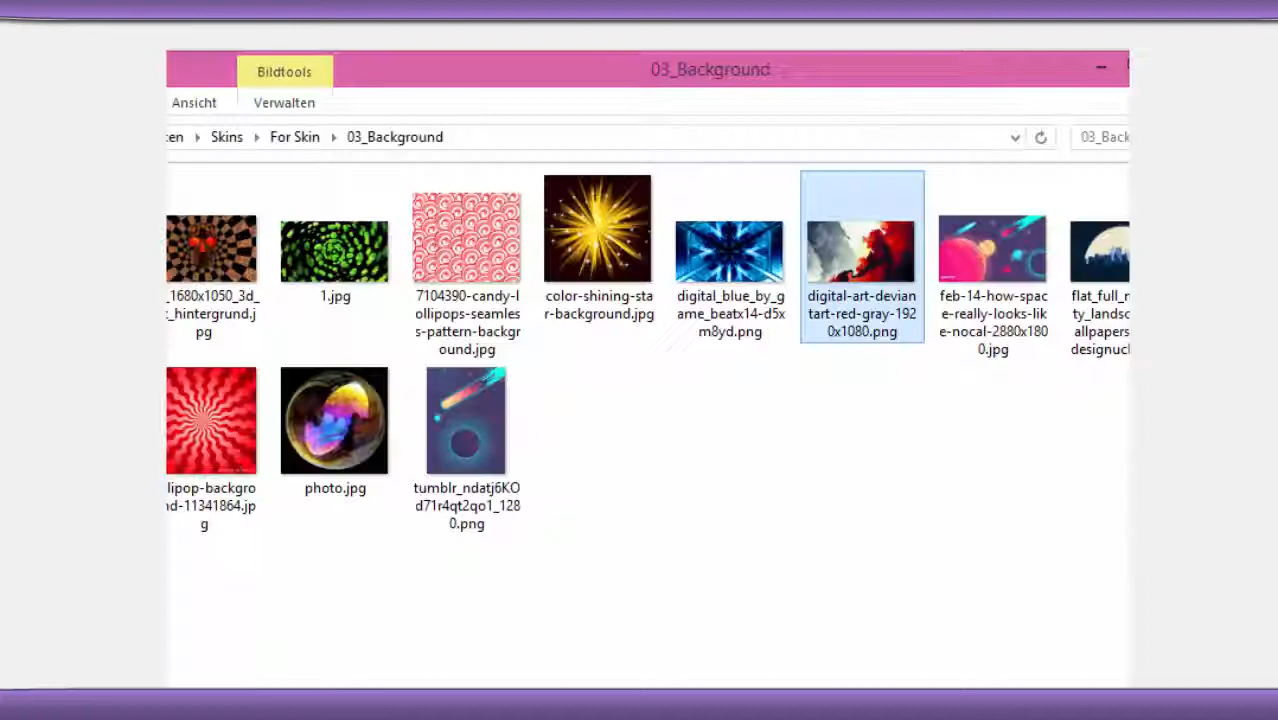 Bildtools
03_Background
Ansicht
Verwalten
Skins
For Skin
03_Background
03_Back
_1680x1050_3d_
t_hintergrund.j
pg
1.jpg
7104390-candy-l
ollipops-seamles
s-pattern-backgr
ound.jpg
color-shining-sta
r-background.jpg
digital_blue_by_g
ame_beatx14-d5x
m8yd.png
digital-art-devian
tart-red-gray-192
0x1080.png
feb-14-how-spac
e-really-looks-lik
e-nocal-2880x180
0.jpg
flat_full_
ty_landsc
allpapers
designucl
lipop-backgro
nd-11341864.jp
g
photo.jpg
tumblr_ndatj6KO
d71r4qt2qo1_128
0.png